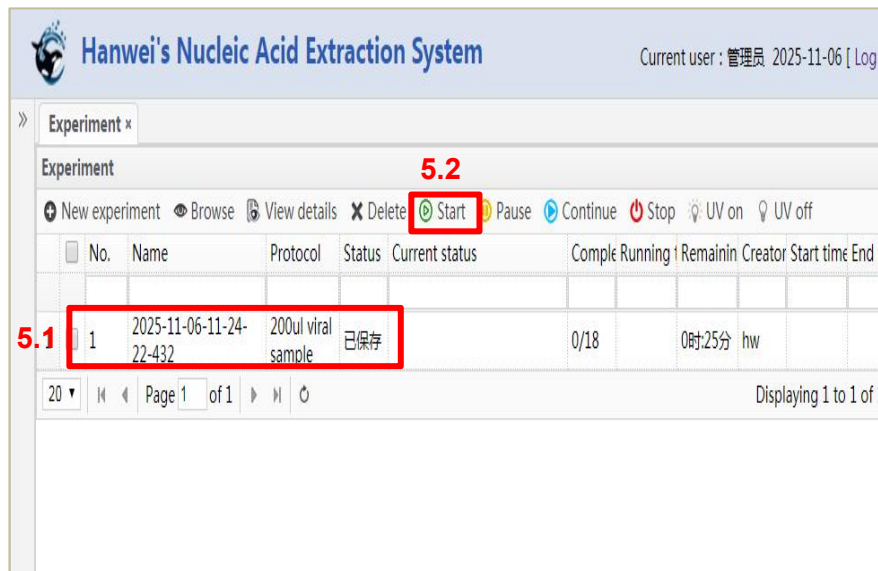 Hanwei's Nucleic Acid Extraction System
Current user : 管理员 2025-11-06 [ Log
Experiment ×
Experiment
5.2
New experiment Browse View details Delete Start Pause Continue Stop UV on UV off
No. Name Protocol Status Current status Comple Running t Remainin Creator Start time End
5.1
1 1 2025-11-06-11-24-22-432 200ul viral sample 已保存 0/18 0时:25分 hw
20 Page 1 of 1 Displaying 1 to 1 of